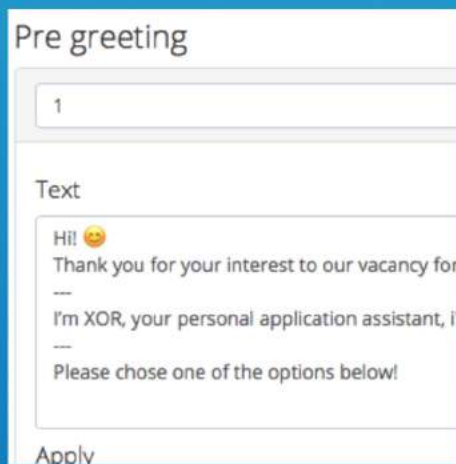 Pre greeting
1
Text
Hi! 😊
Thank you for your interest to our vacancy for
---
I'm XOR, your personal application assistant,
---
Please chose one of the options below!
Apply